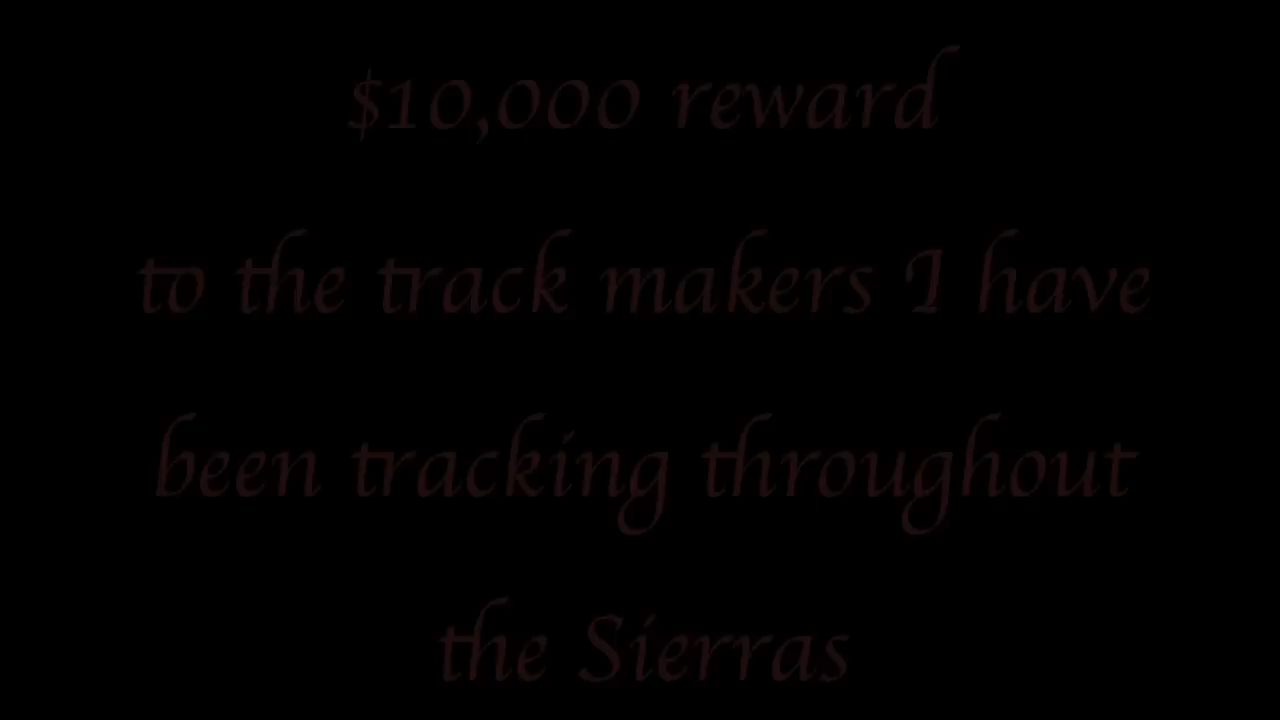 $10,000 reward
to the track makers I have
been tracking throughout
the Sierras